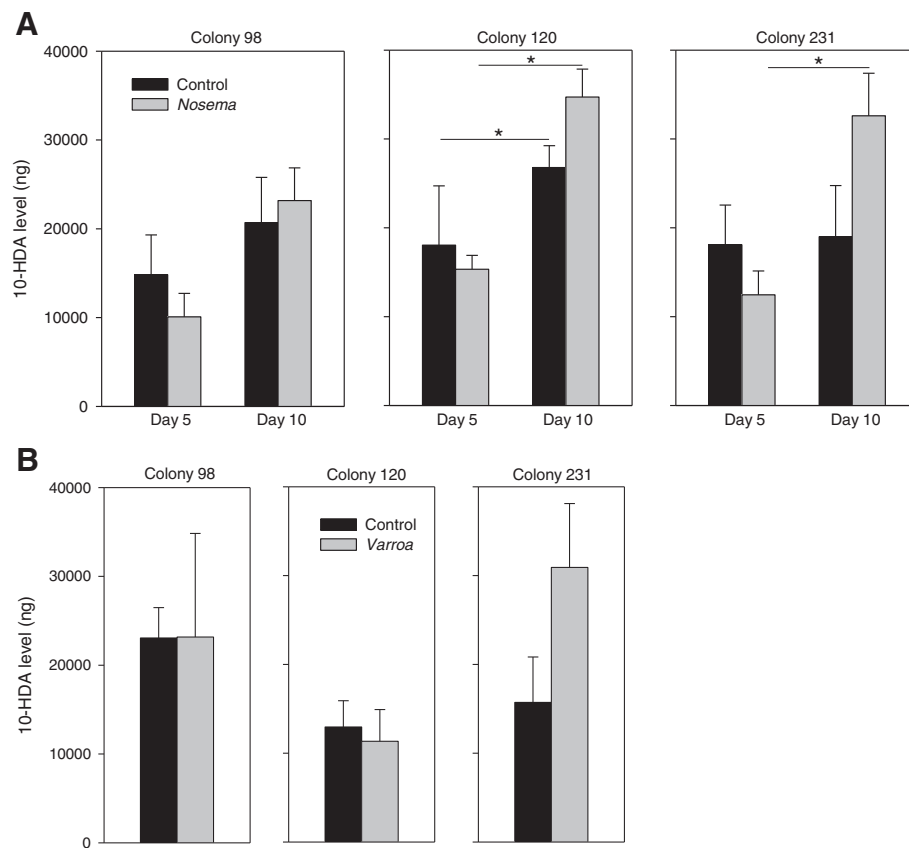 A
Colony 98
Colony 120
Colony 231
40000
30000
20000
10000
0
10-HDA level (ng)
Control
Nosema
*
*
*
Day 5
Day 10
Day 5
Day 10
Day 5
Day 10
B
Colony 98
Colony 120
Colony 231
40000
30000
20000
10000
0
10-HDA level (ng)
Control
Varroa